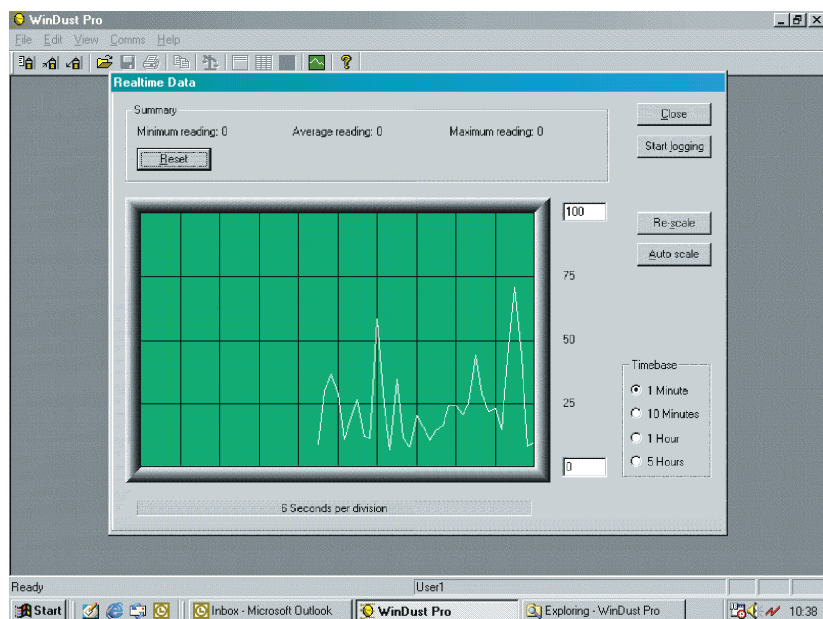 WinDust Pro
File Edit View Comms Help
Realtime Data
Summary
Minimum reading: 0 Average reading: 0 Maximum reading: 0
Reset
Close
Start logging
100
Re-scale
Auto scale
75
50
Timebase
1 Minute
25
10 Minutes
1 Hour
0
5 Hours
6 Seconds per division
Ready User1
Start Inbox - Microsoft Outlook WinDust Pro Exploring - WinDust Pro 10:38